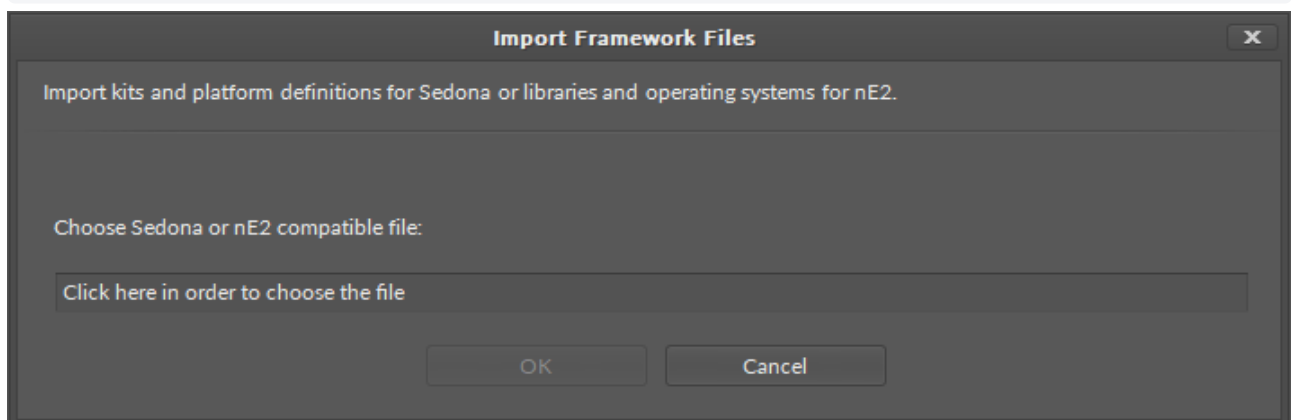 Import Framework Files
x
Import kits and platform definitions for Sedona or libraries and operating systems for nE2.
Choose Sedona or nE2 compatible file:
Click here in order to choose the file
OK
Cancel